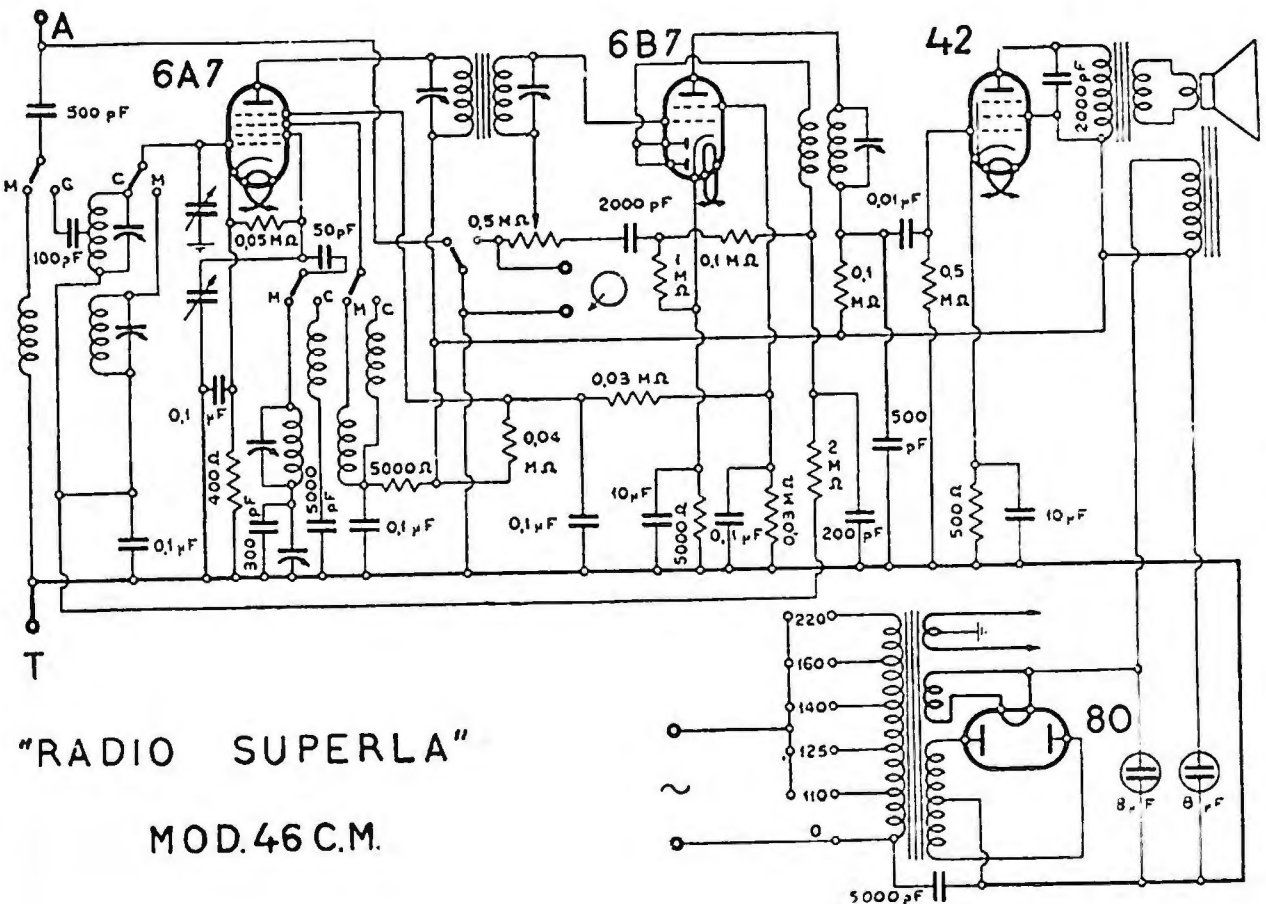 A
6A7
6B7
42
500 pF
2000 pF
M
G
C
M
0,05 MΩ
50 pF
100 pF
0,5 MΩ
2000 pF
0,01 µF
0,1 MΩ
1 MΩ
0,1 MΩ
0,5 MΩ
M
C
M
C
0,1 µF
0,03 MΩ
400 Ω
5000 Ω
0,04 MΩ
500 pF
2 MΩ
300 pF
5000 pF
0,1 µF
0,1 µF
0,1 µF
10 µF
5000 Ω
0,1 µF
0,03 MΩ
200 pF
500 Ω
10 µF
T
220
160
140
125
110
0
80
~
8 µF
8 µF
5000 pF
"RADIO SUPERLA"
MOD. 46 C.M.